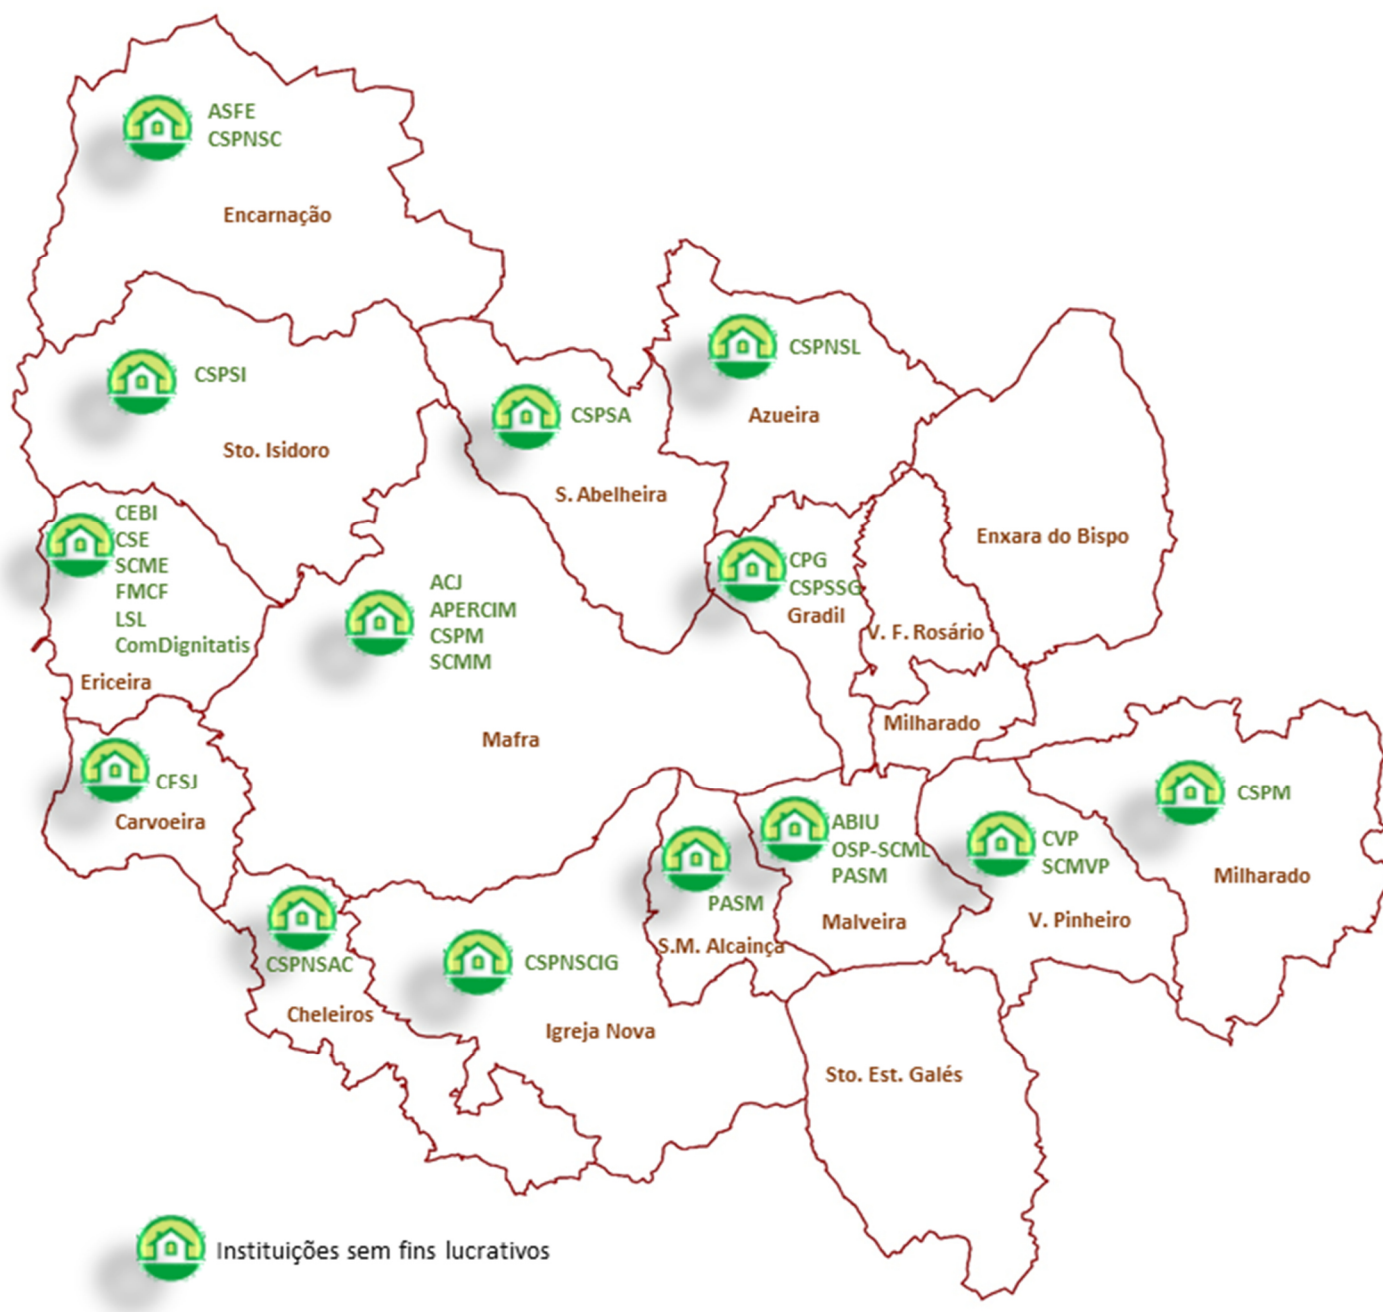 ASFE
CSPNSC
Encarnação
CSPSI
Sto. Isidoro
CSPSA
S. Abelheira
CSPNSL
Azueira
Enxara do Bispo
CEBI
CSE
SCME
FMCF
LSL
ComDignitatis
Ericeira
ACJ
APERCIM
CSPM
SCMM
Mafra
CPG
CSPSSG
Gradil
V. F. Rosário
Milharado
CFSJ
Carvoeira
CSPNSAC
Cheleiros
CSPNSCIG
Igreja Nova
PASM
S.M. Alcainça
ABIU
OSP-SCML
PASM
Malveira
CVP
SCMVP
V. Pinheiro
CSPM
Milharado
Sto. Est. Galés
Instituições sem fins lucrativos